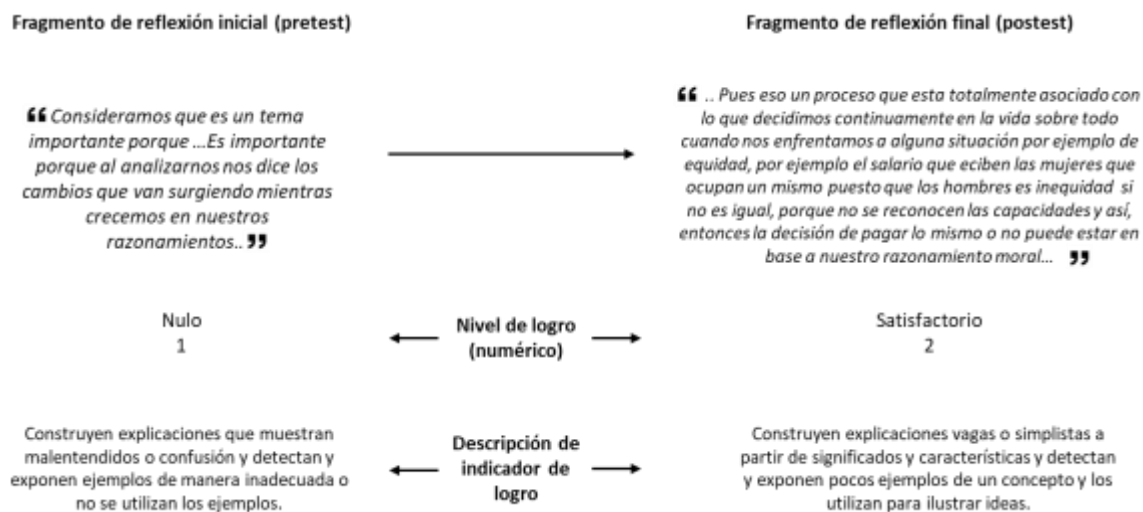 Fragmento de reflexión inicial (pretest)
Fragmento de reflexión final (postest)
“ Consideramos que es un tema
importante porque ...Es importante
porque al analizarnos nos dice los
cambios que van surgiendo mientras
crecemos en nuestros
razonamientos.. ”
“ .. Pues eso un proceso que esta totalmente asociado con
lo que decidimos continuamente en la vida sobre todo
cuando nos enfrentamos a alguna situación por ejemplo de
equidad, por ejemplo el salario que eciben las mujeres que
ocupan un mismo puesto que los hombres es inequidad si
no es igual, porque no se reconocen las capacidades y así,
entonces la decisión de pagar lo mismo o no puede estar en
base a nuestro razonamiento moral... ”
Nulo
1
Nivel de logro
(numérico)
Satisfactorio
2
Construyen explicaciones que muestran
malentendidos o confusión y detectan y
exponen ejemplos de manera inadecuada o
no se utilizan los ejemplos.
Descripción de
indicador de
logro
Construyen explicaciones vagas o simplistas a
partir de significados y características y detectan
y exponen pocos ejemplos de un concepto y los
utilizan para ilustrar ideas.